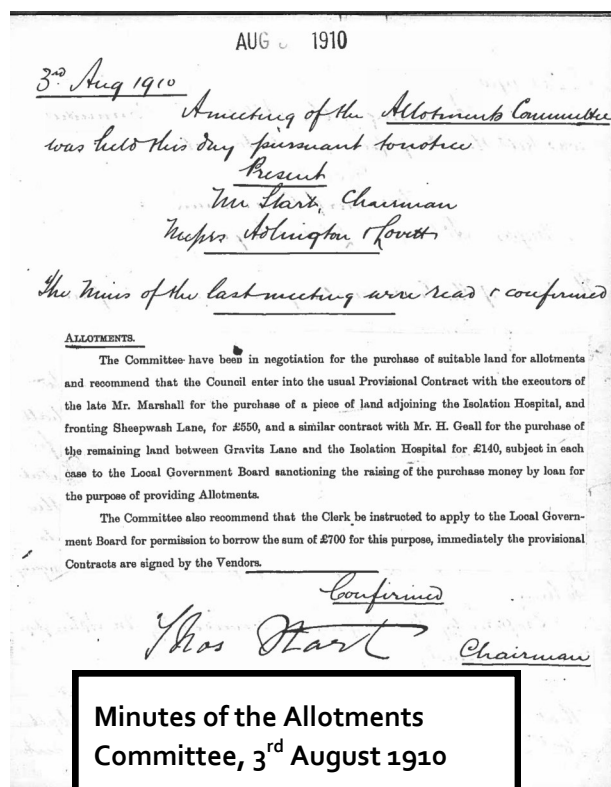 AUG 1910
3rd Aug 1910
A meeting of the Allotments Committee
was held this day pursuant to notice
Present
Mr Start, Chairman
Messrs Adlington & Lovett
The Mins of the last meeting were read & confirmed
ALLOTMENTS.
The Committee have been in negotiation for the purchase of suitable land for allotments
and recommend that the Council enter into the usual Provisional Contract with the executors of
the late Mr. Marshall for the purchase of a piece of land adjoining the Isolation Hospital, and
fronting Sheepwash Lane, for £550, and a similar contract with Mr. H. Geall for the purchase of
the remaining land between Gravits Lane and the Isolation Hospital for £140, subject in each
case to the Local Government Board sanctioning the raising of the purchase money by loan for
the purpose of providing Allotments.
The Committee also recommend that the Clerk be instructed to apply to the Local Govern-
ment Board for permission to borrow the sum of £700 for this purpose, immediately the provisional
Contracts are signed by the Vendors.
Confirmed
Thos Start
Chairman
Minutes of the Allotments
Committee, 3rd August 1910